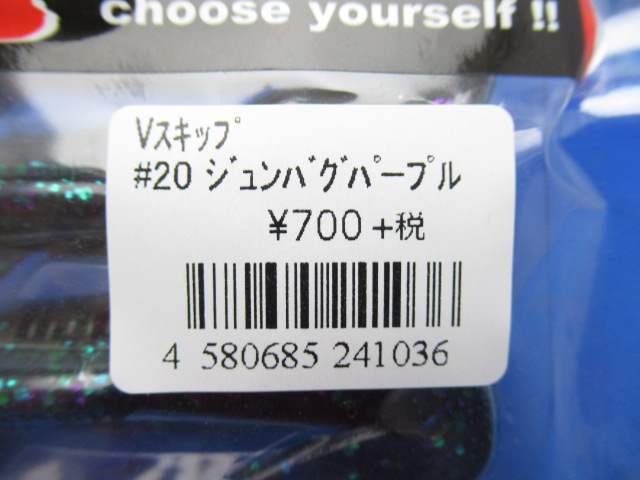 choose yourself !!
Vｽｷｯﾌﾟ
#20 ｼﾞｭﾝﾊﾞｸﾞﾊﾟｰﾌﾟﾙ
¥700 +税
4 580685 241036